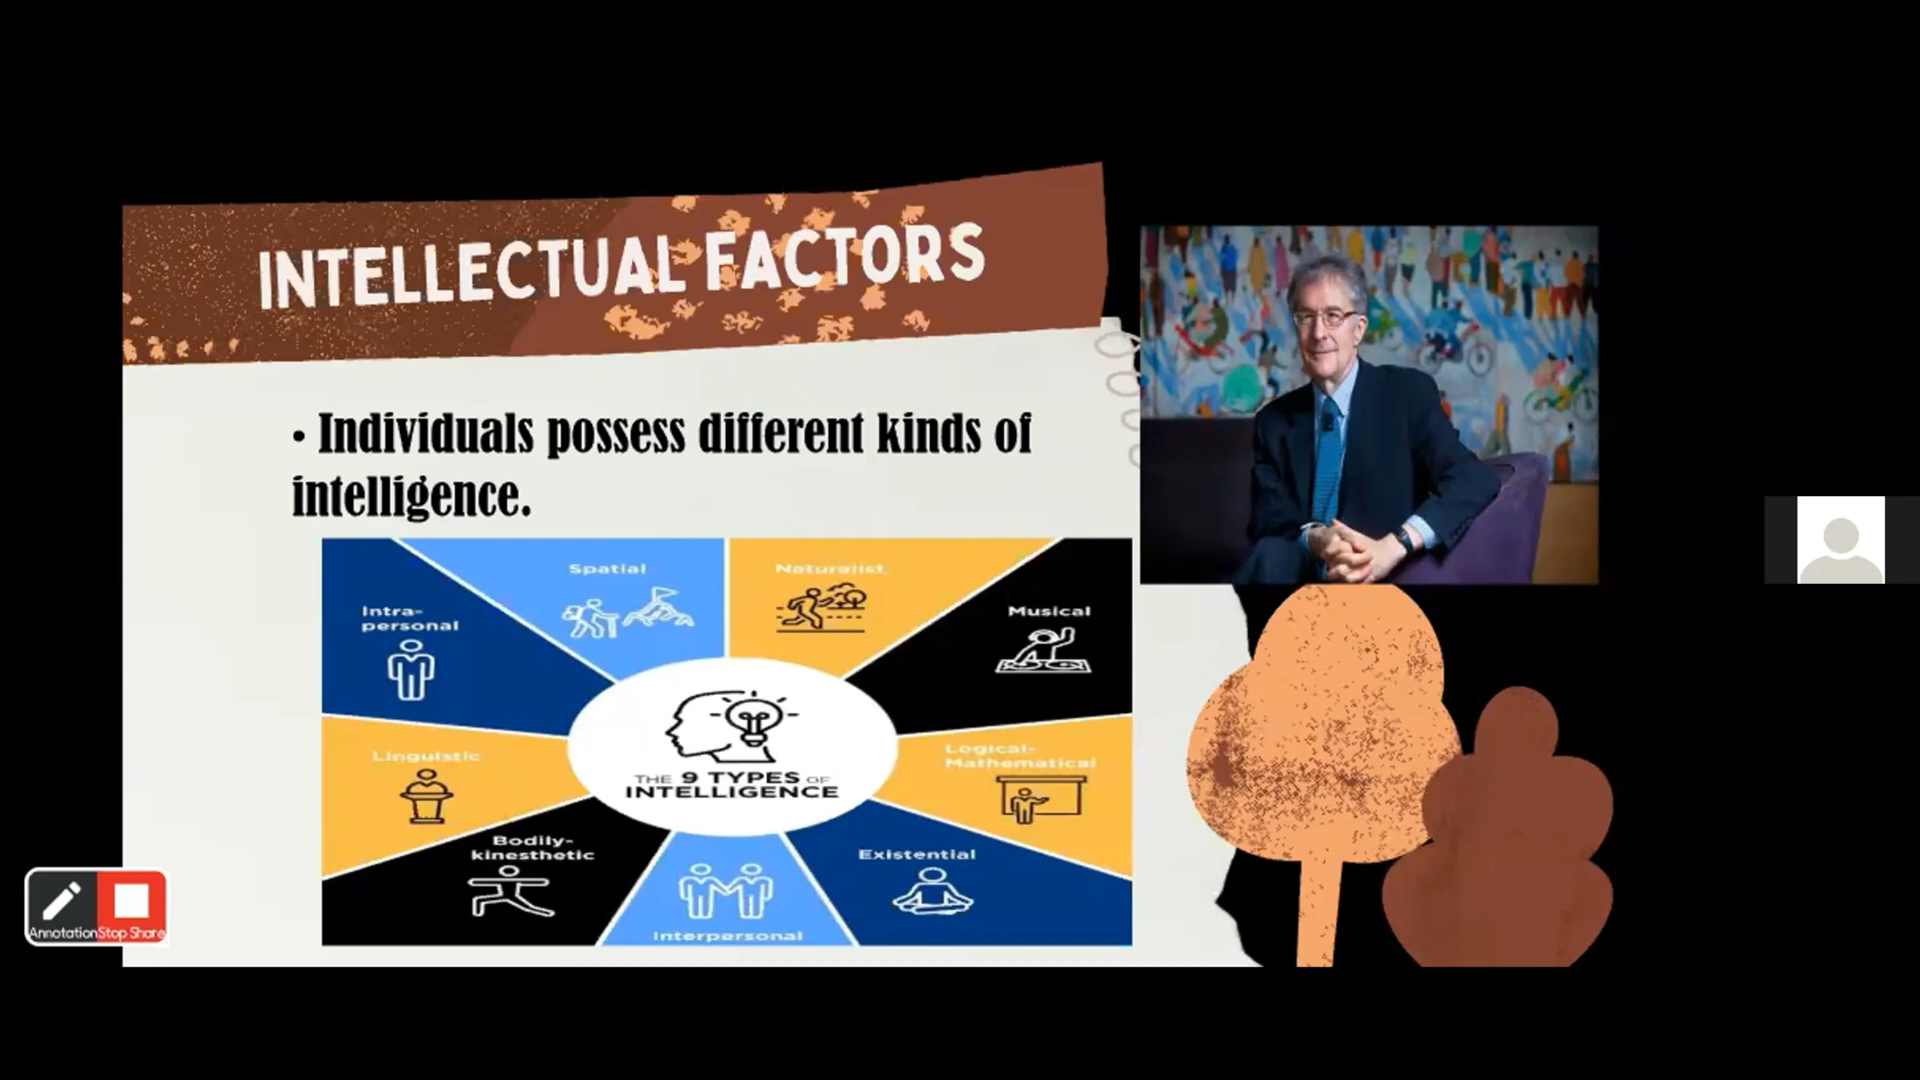 INTELLECTUAL FACTORS
• Individuals possess different kinds of
intelligence.
Spatial
Naturalist
Intra-
personal
Musical
Linguistic
Logical-
Mathematical
THE 9 TYPES OF
INTELLIGENCE
Bodily-
kinesthetic
Existential
Interpersonal
Annotation
Stop Share